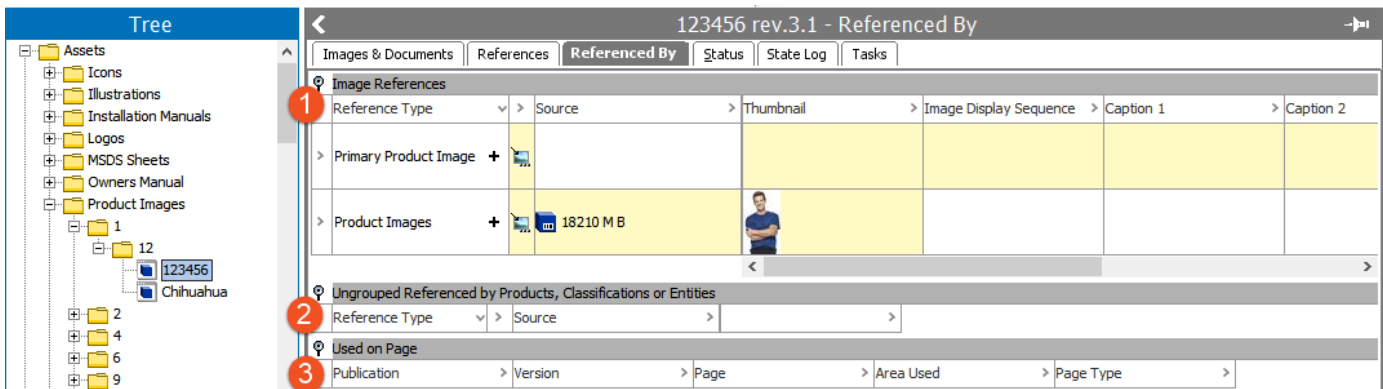 Tree
Assets
Icons
Illustrations
Installation Manuals
Logos
MSDS Sheets
Owners Manual
Product Images
1
12
123456
Chihuahua
2
4
6
9
123456 rev.3.1 - Referenced By
Images & Documents References Referenced By Status State Log Tasks
Image References
1
Reference Type Source Thumbnail Image Display Sequence Caption 1 Caption 2
Primary Product Image
Product Images 18210 M B
Ungrouped Referenced by Products, Classifications or Entities
2
Reference Type Source
Used on Page
3
Publication Version Page Area Used Page Type